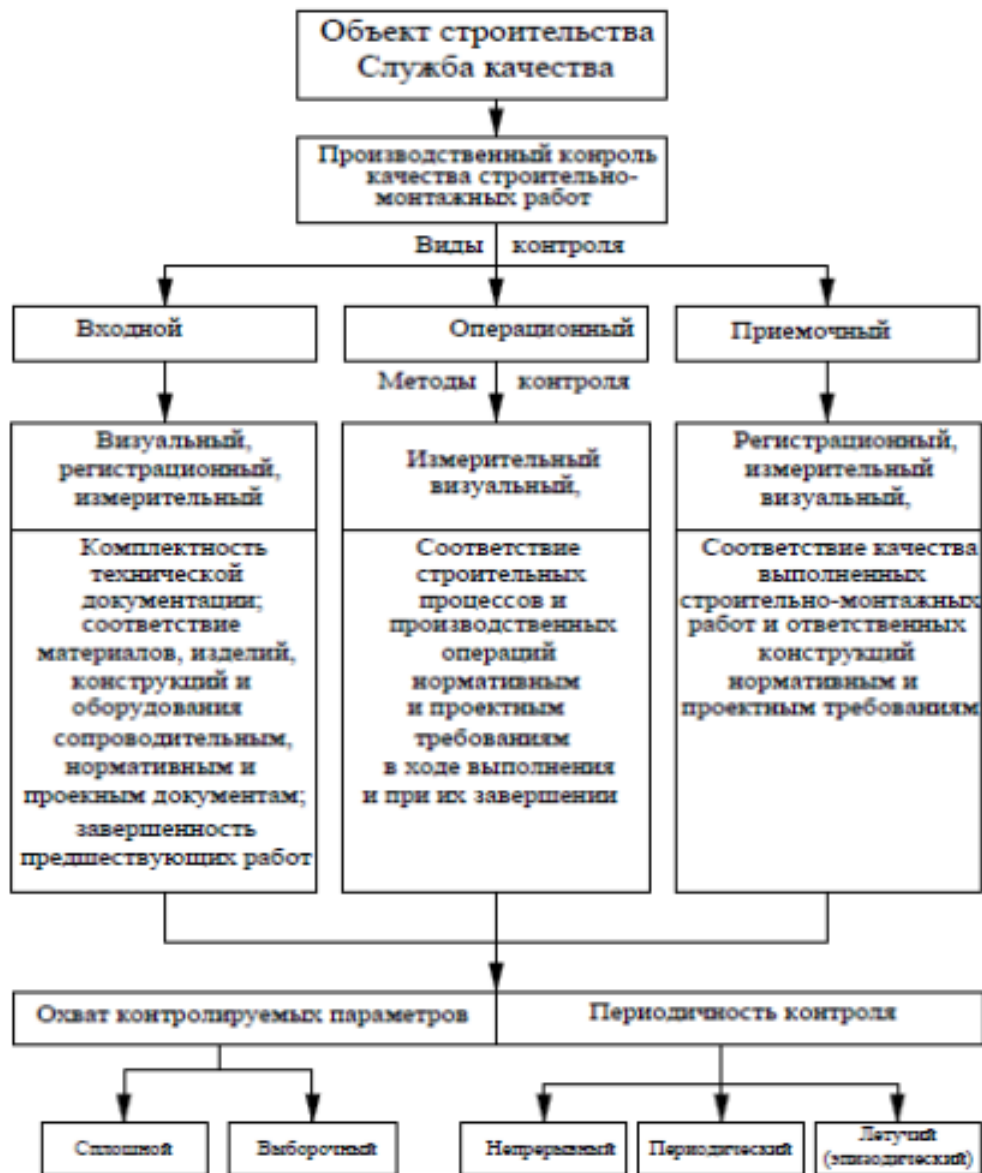 Объект строительства
Служба качества
Производственный конроль
качества строительно-
монтажных работ
Виды контроля
Входной
Операционный
Приемочный
Методы контроля
Визуальный,
регистрационный,
измерительный
Измерительный
визуальный,
Регистрационный,
измерительный
визуальный,
Комплектность
технической
документации;
соответствие
материалов, изделий,
конструкций и
оборудования
сопроводительным,
нормативным и
проекным документам;
завершенность
предшествующих работ
Соответствие
строительных
процессов и
производственных
операций
нормативным
и проектным
требованиям
в ходе выполнения
и при их завершении
Соответствие качества
выполненных
строительно-монтажных
работ и ответственных
конструкций
нормативным и
проектным требованиям
Охват контролируемых параметров
Периодичность контроля
Сплошной
Выборочный
Непрерывный
Периодический
Летучий
(эпизодический)